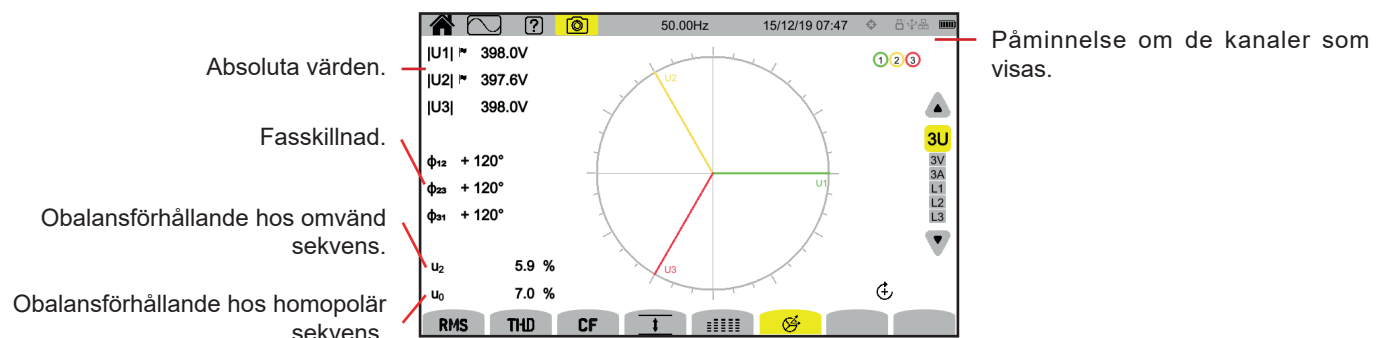 50.00Hz 15/12/19 07:47
|U1| 398.0V
|U2| 397.6V
|U3| 398.0V
Absoluta värden.
Påminnelse om de kanaler som
visas.
1 2 3
Fasskillnad.
ϕ₁₂ + 120°
ϕ₂₃ + 120°
ϕ₃₁ + 120°
U2
U1
U3
3U
3V
3A
L1
L2
L3
Obalansförhållande hos omvänd
sekvens.
u₂ 5.9 %
Obalansförhållande hos homopolär
sekvens.
u₀ 7.0 %
RMS THD CF